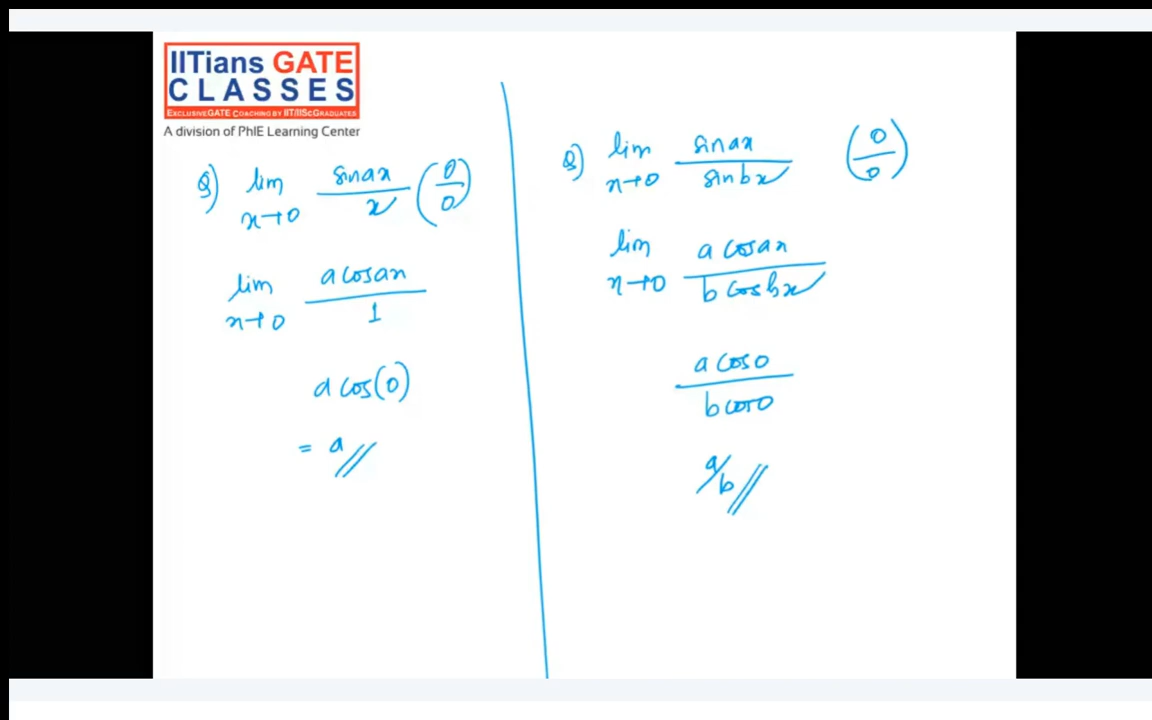 IITians GATE
CLASSES
EXCLUSIVE GATE COACHING BY IIT/IISC GRADUATES
A division of PhIE Learning Center
Q) lim x→0 sin ax / x (0/0)
lim x→0 a cos ax / 1
a cos(0)
= a //
Q) lim x→0 sin ax / sin bx (0/0)
lim x→0 a cos ax / b cos bx
a cos 0 / b cos 0
a/b //